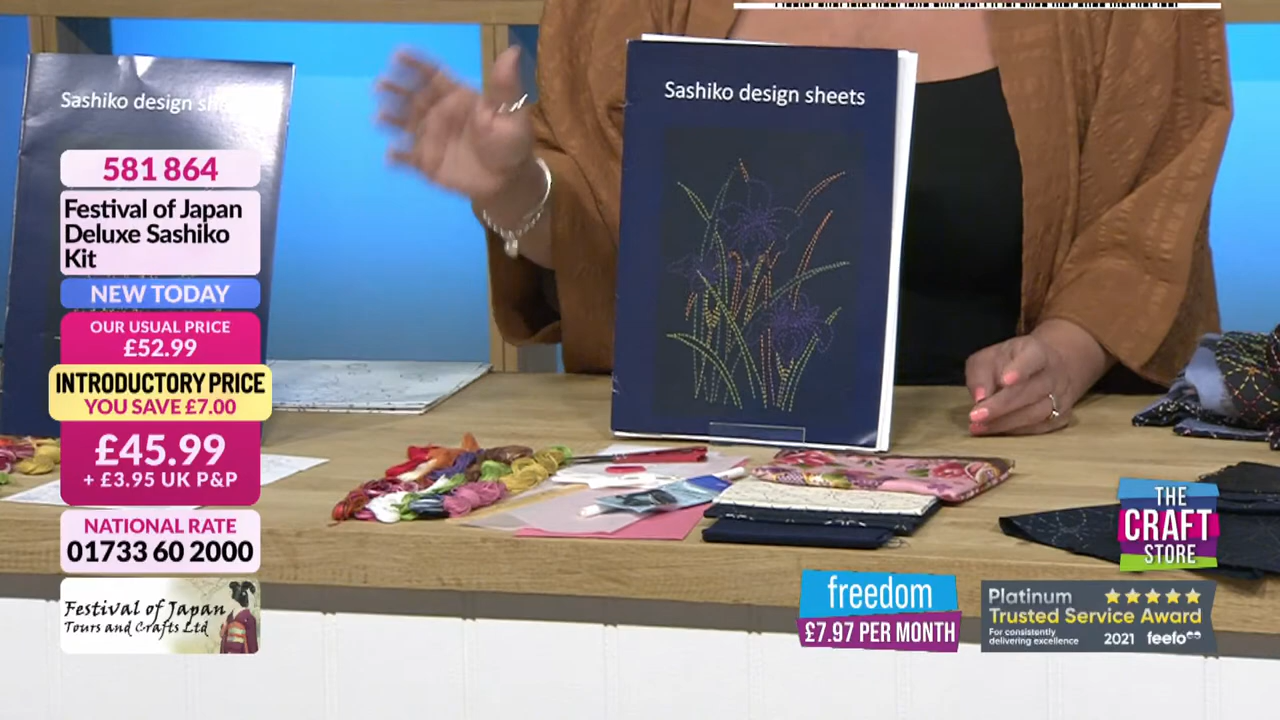 Sashiko design sheets
Sashiko design
581 864
Festival of Japan
Deluxe Sashiko
Kit
NEW TODAY
OUR USUAL PRICE
£52.99
INTRODUCTORY PRICE
YOU SAVE £7.00
£45.99
+ £3.95 UK P&P
NATIONAL RATE
01733 60 2000
Festival of Japan
Tours and Crafts Ltd
THE
CRAFT
STORE
freedom
£7.97 PER MONTH
Platinum
Trusted Service Award
For consistently
delivering excellence
2021 feefo